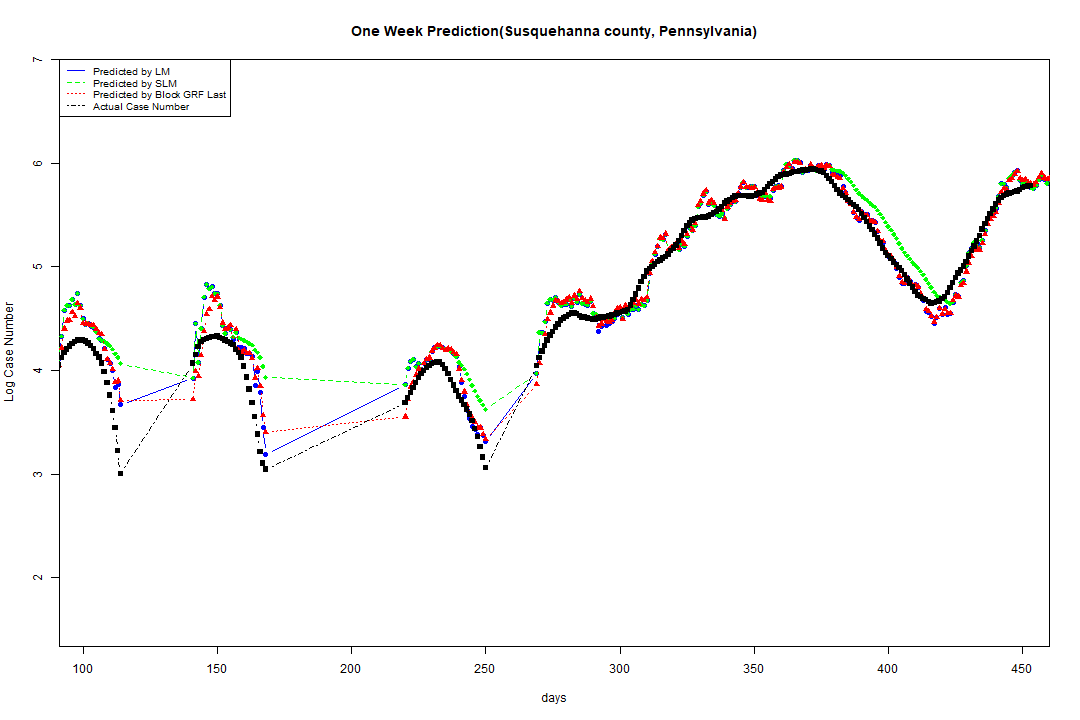 One Week Prediction(Susquehanna county, Pennsylvania)
Predicted by LM
Predicted by SLM
Predicted by Block GRF Last
Actual Case Number
7
6
5
4
3
2
Log Case Number
100 150 200 250 300 350 400 450
days